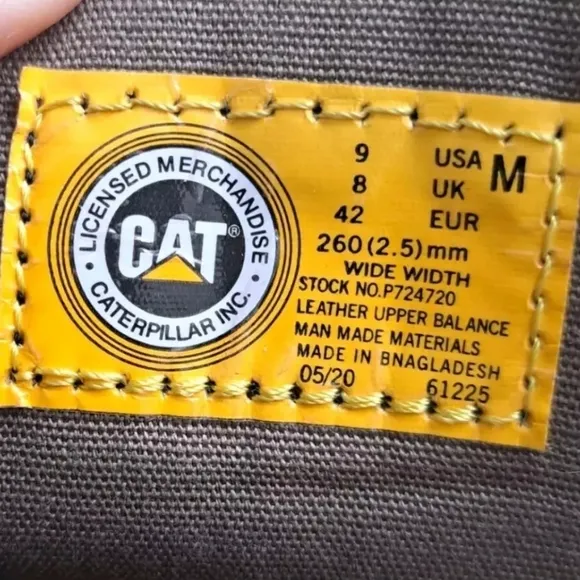 LICENSED MERCHANDISE
CAT®
CATERPILLAR INC.
9 USA M
8 UK
42 EUR
260 (2.5) mm
WIDE WIDTH
STOCK NO.P724720
LEATHER UPPER BALANCE
MAN MADE MATERIALS
MADE IN BNAGLADESH
05/20 61225